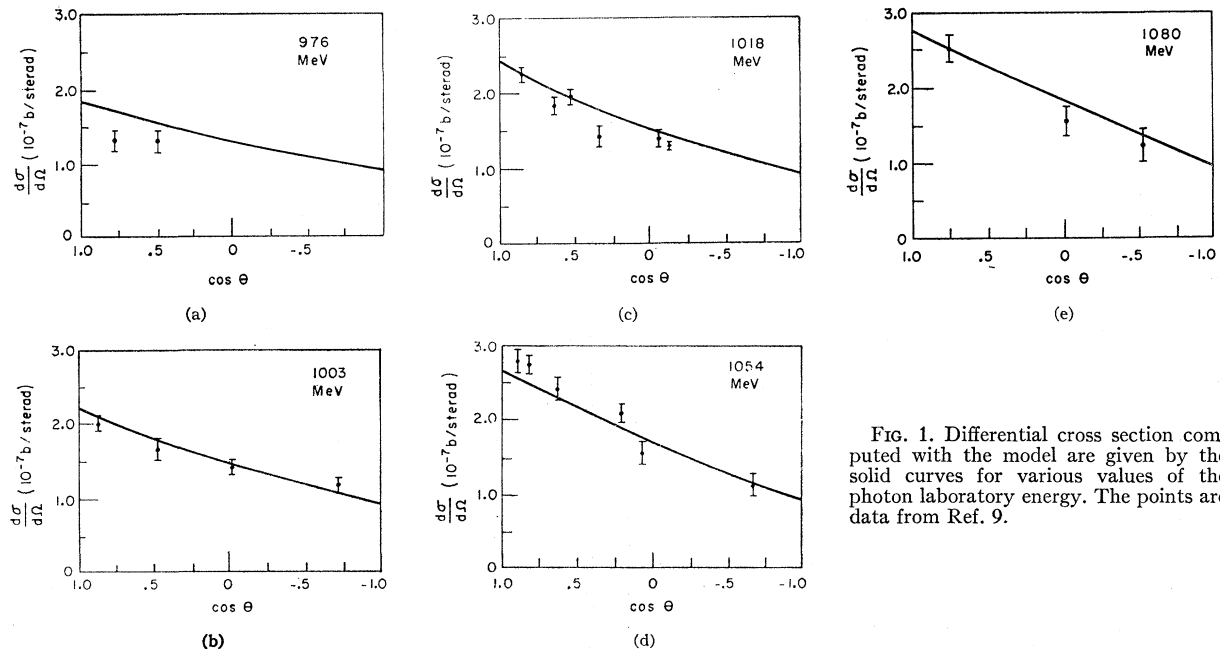 3.0
2.0
1.0
0
dσ/dΩ (10⁻⁷ b/sterad)
976
MeV
1.0 .5 0 -.5
cos θ
(a)
3.0
2.0
1.0
0
dσ/dΩ (10⁻⁷ b/sterad)
1003
MeV
1.0 .5 0 -.5 -1.0
cos θ
(b)
3.0
2.0
1.0
0
dσ/dΩ (10⁻⁷ b/sterad)
1018
MeV
1.0 .5 0 -.5 -1.0
cos θ
(c)
3.0
2.0
1.0
0
dσ/dΩ (10⁻⁷ b/sterad)
1054
MeV
1.0 .5 0 -.5 -1.0
cos θ
(d)
3.0
2.0
1.0
0
dσ/dΩ (10⁻⁷ b/sterad)
1080
MeV
1.0 .5 0 -.5 -1.0
cos θ
(e)
FIG. 1. Differential cross section com
puted with the model are given by the
solid curves for various values of the
photon laboratory energy. The points are
data from Ref. 9.